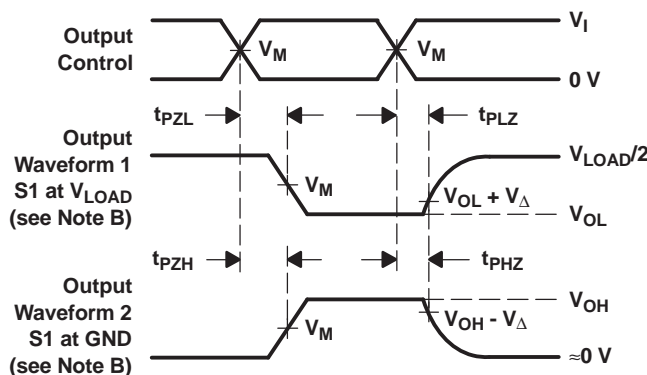 Output
Control
V_M
V_M
V_I
0 V
t_PZL
t_PLZ
Output
Waveform 1
S1 at V_LOAD
(see Note B)
V_M
V_OL + V_Δ
V_LOAD/2
V_OL
t_PZH
t_PHZ
Output
Waveform 2
S1 at GND
(see Note B)
V_M
V_OH - V_Δ
V_OH
≈0 V